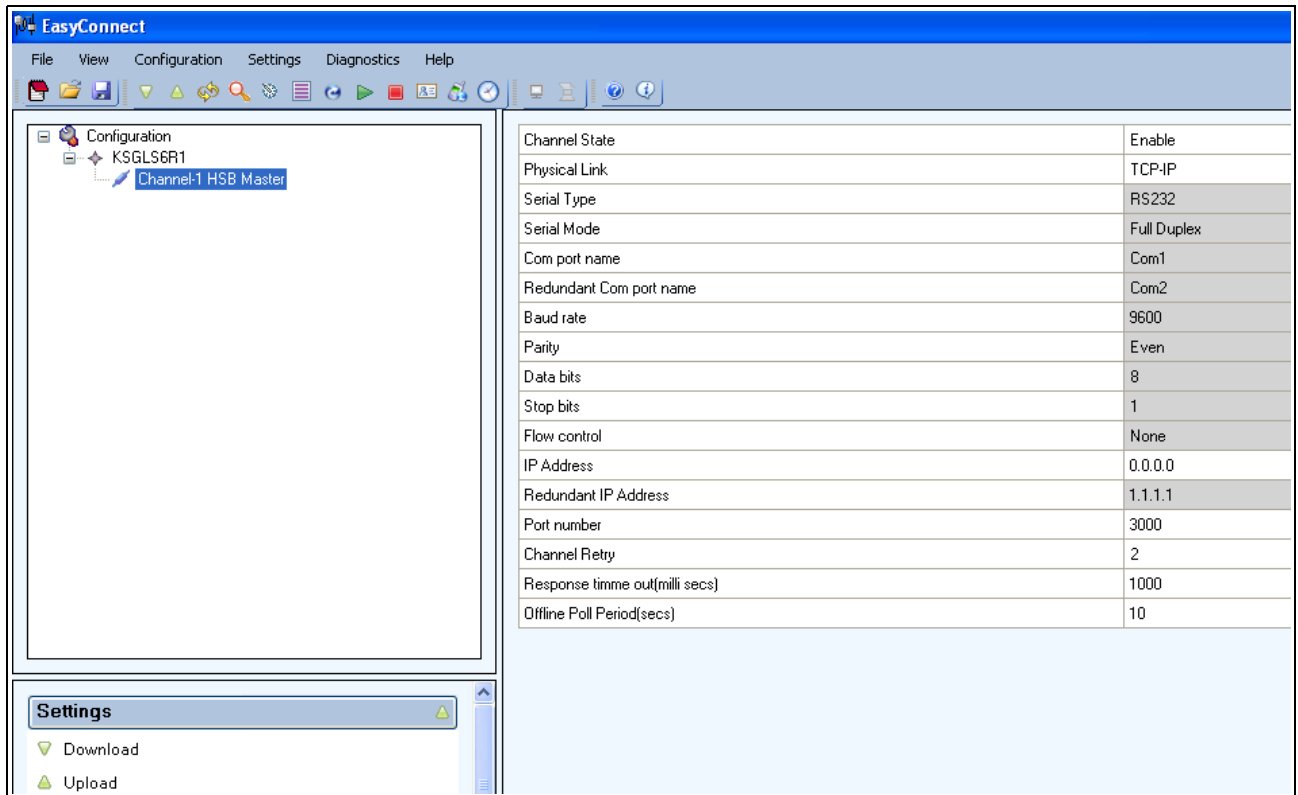 EasyConnect
File View Configuration Settings Diagnostics Help
Configuration
KSGLS6R1
Channel-1 HSB Master
Channel State Enable
Physical Link TCP-IP
Serial Type RS232
Serial Mode Full Duplex
Com port name Com1
Redundant Com port name Com2
Baud rate 9600
Parity Even
Data bits 8
Stop bits 1
Flow control None
IP Address 0.0.0.0
Redundant IP Address 1.1.1.1
Port number 3000
Channel Retry 2
Response timme out(milli secs) 1000
Offline Poll Period(secs) 10
Settings
Download
Upload